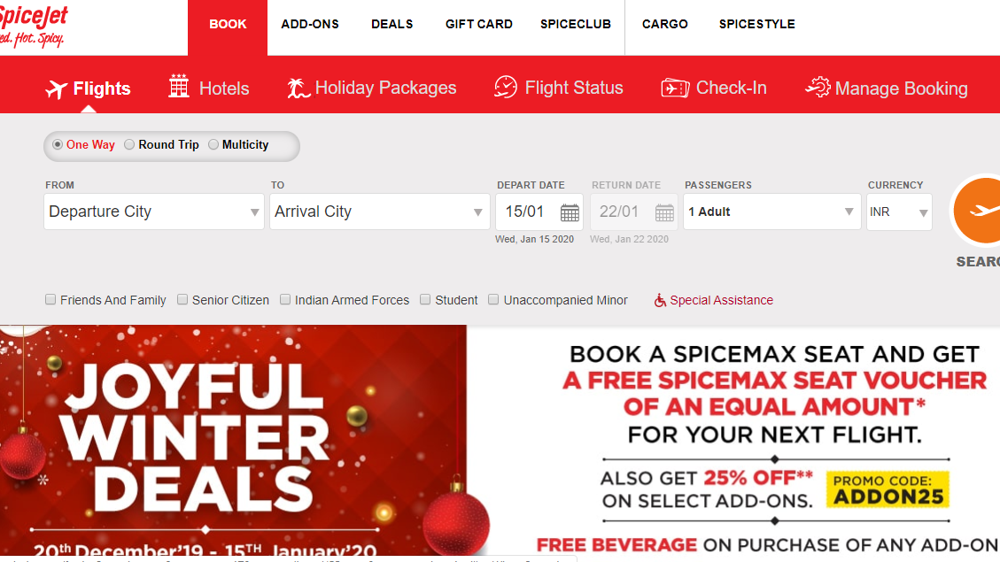 SpiceJet
Red. Hot. Spicy.
BOOK ADD-ONS DEALS GIFT CARD SPICECLUB CARGO SPICESTYLE
Flights Hotels Holiday Packages Flight Status Check-In Manage Booking
One Way Round Trip Multicity
FROM TO DEPART DATE RETURN DATE PASSENGERS CURRENCY
Departure City Arrival City 15/01 22/01 1 Adult INR
Wed, Jan 15 2020 Wed, Jan 22 2020
SEARC
Friends And Family Senior Citizen Indian Armed Forces Student Unaccompanied Minor Special Assistance
JOYFUL
WINTER
DEALS
20th December'19 - 15TH January'20
BOOK A SPICEMAX SEAT AND GET
A FREE SPICEMAX SEAT VOUCHER
OF AN EQUAL AMOUNT*
FOR YOUR NEXT FLIGHT.
ALSO GET 25% OFF**
ON SELECT ADD-ONS.
PROMO CODE:
ADDON25
FREE BEVERAGE ON PURCHASE OF ANY ADD-ON